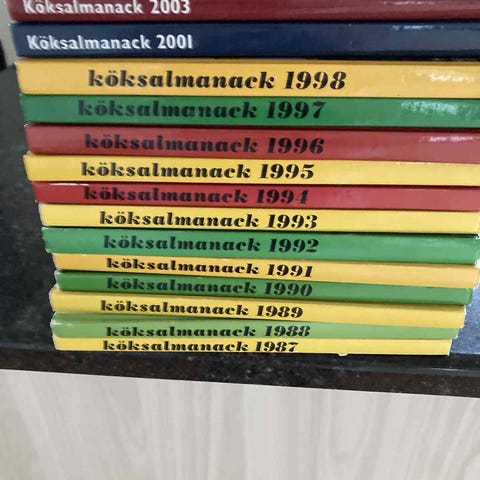 Köksalmanack 2003
Köksalmanack 2001
köksalmanack 1998
köksalmanack 1997
köksalmanack 1996
köksalmanack 1995
köksalmanack 1994
köksalmanack 1993
köksalmanack 1992
köksalmanack 1991
köksalmanack 1990
köksalmanack 1989
köksalmanack 1988
köksalmanack 1987